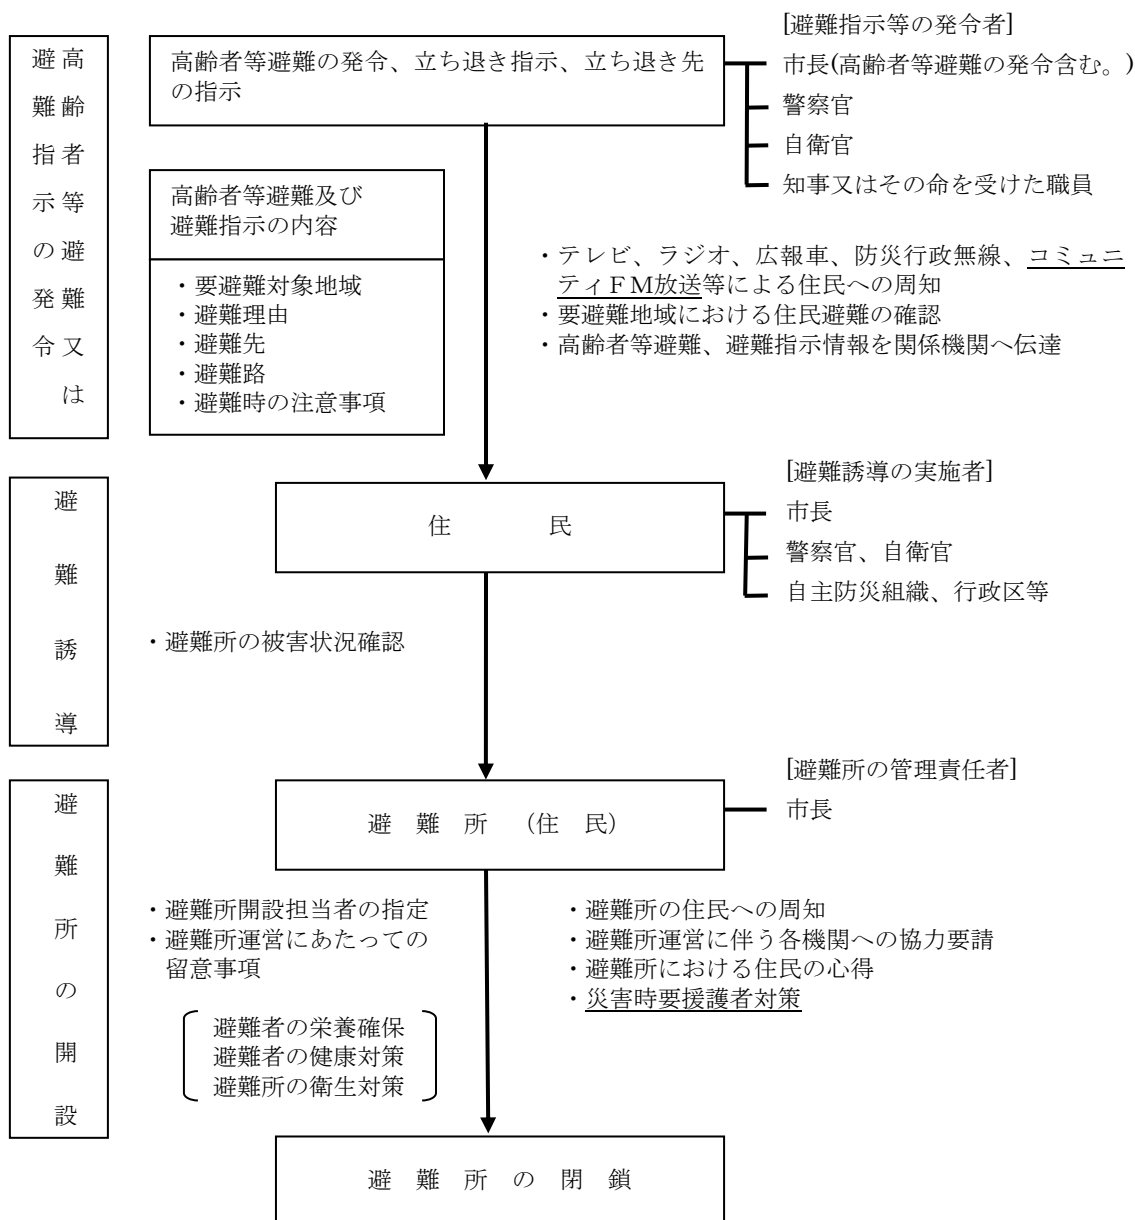 高齢者等避難又は
避難指示等の発令
高齢者等避難の発令、立ち退き指示、立ち退き先
の指示
[避難指示等の発令者]
市長(高齢者等避難の発令含む。)
警察官
自衛官
知事又はその命を受けた職員
高齢者等避難及び
避難指示の内容
・要避難対象地域
・避難理由
・避難先
・避難路
・避難時の注意事項
・テレビ、ラジオ、広報車、防災行政無線、コミュニ
ティＦＭ放送等による住民への周知
・要避難地域における住民避難の確認
・高齢者等避難、避難指示情報を関係機関へ伝達
避難誘導
住　　　民
[避難誘導の実施者]
市長
警察官、自衛官
自主防災組織、行政区等
・避難所の被害状況確認
避難所の開設
避　難　所　（住　民）
[避難所の管理責任者]
市長
・避難所開設担当者の指定
・避難所運営にあたっての
留意事項
避難者の栄養確保
避難者の健康対策
避難所の衛生対策
・避難所の住民への周知
・避難所運営に伴う各機関への協力要請
・避難所における住民の心得
・災害時要援護者対策
避　難　所　の　閉　鎖